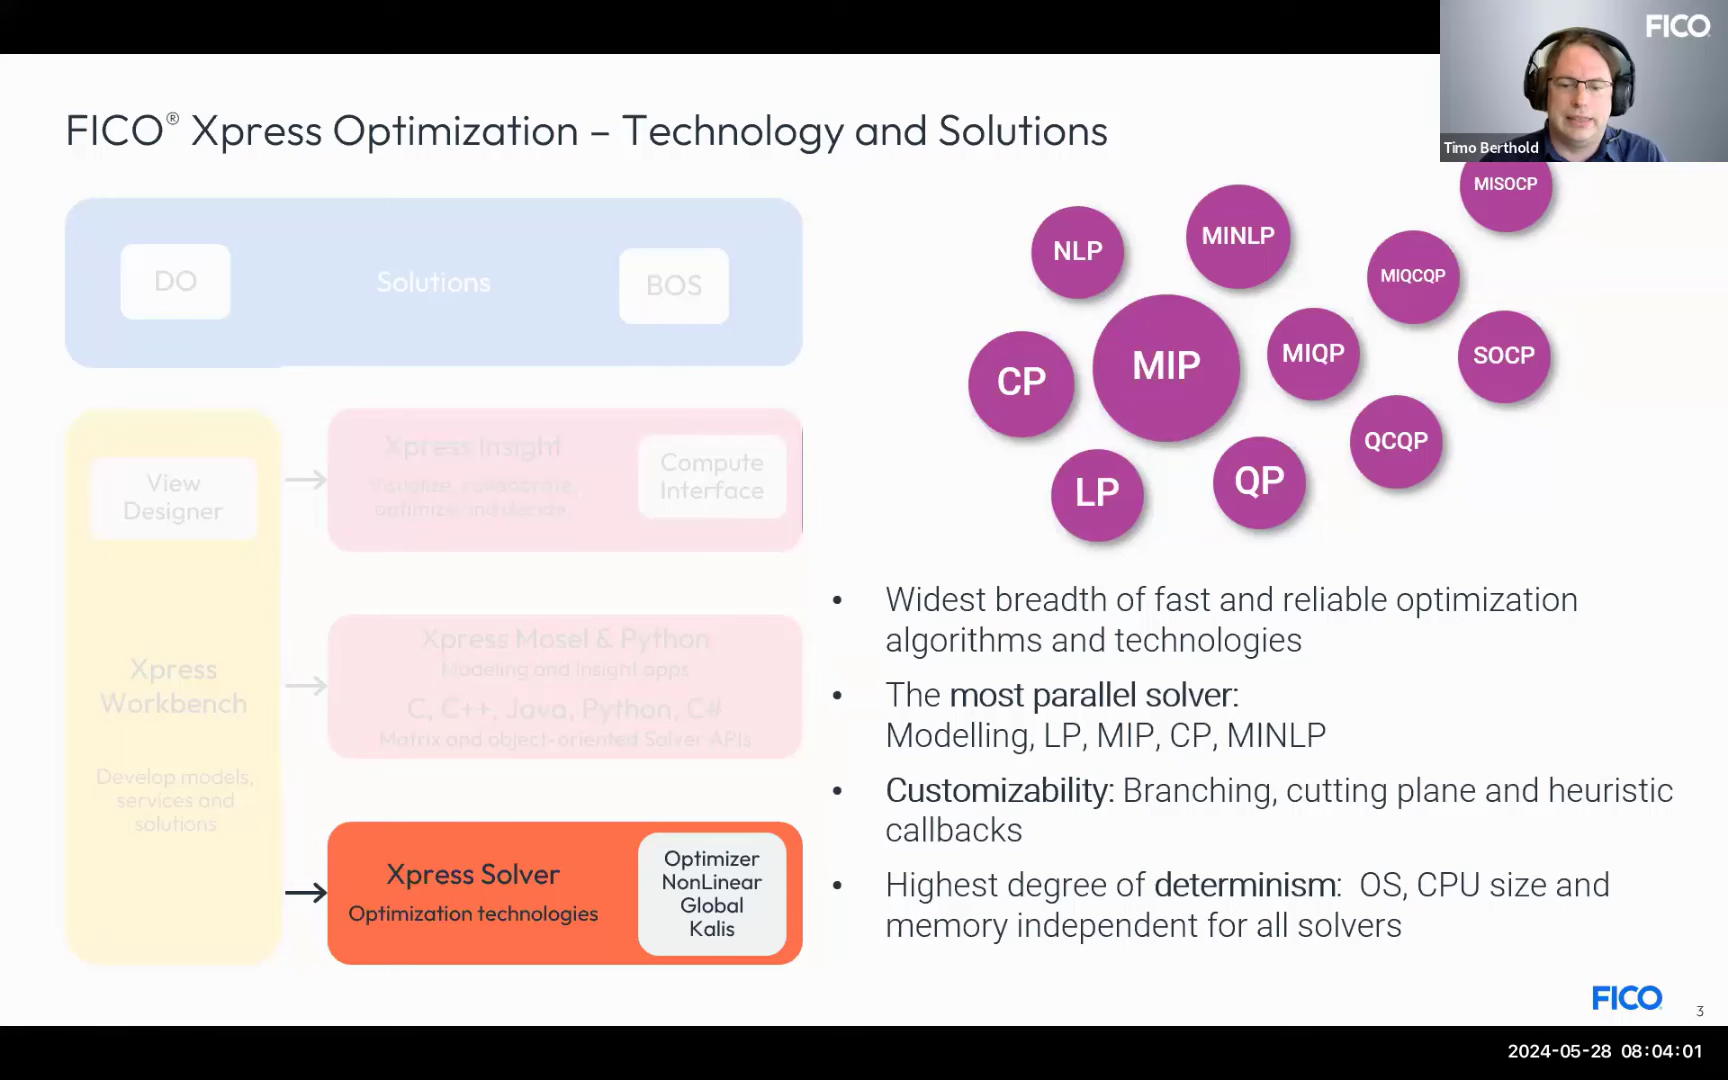 FICO
Timo Berthold
FICO® Xpress Optimization – Technology and Solutions
DO
Solutions
BOS
View
Designer
Xpress
Workbench
Develop models,
services and
solutions
Xpress Insight
Visualize, collaborate,
optimize and decide
Compute
Interface
Xpress Mosel & Python
Modeling and Insight apps
C, C++, Java, Python, C#
Matrix and object-oriented Solver APIs
Xpress Solver
Optimization technologies
Optimizer
NonLinear
Global
Kalis
MISOCP
NLP
MINLP
MIQCQP
CP
MIP
MIQP
SOCP
QCQP
LP
QP
• Widest breadth of fast and reliable optimization
algorithms and technologies
• The most parallel solver:
Modelling, LP, MIP, CP, MINLP
• Customizability: Branching, cutting plane and heuristic
callbacks
• Highest degree of determinism: OS, CPU size and
memory independent for all solvers
FICO
3
2024-05-28 08:04:01